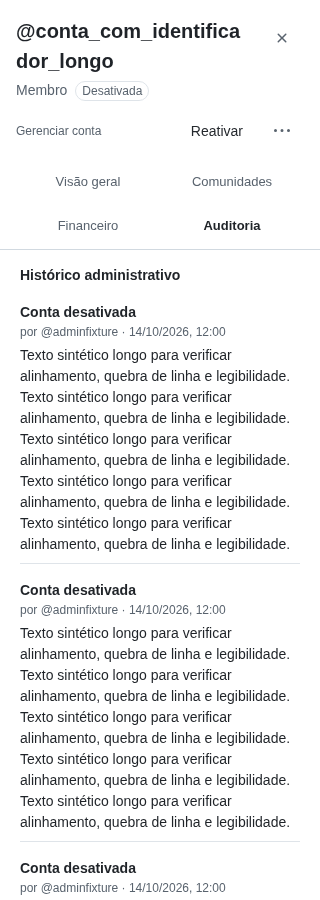 @conta_com_identifica
dor_longo
Membro Desativada
Gerenciar conta Reativar
Visão geral Comunidades
Financeiro Auditoria
Histórico administrativo
Conta desativada
por @adminfixture · 14/10/2026, 12:00
Texto sintético longo para verificar
alinhamento, quebra de linha e legibilidade.
Texto sintético longo para verificar
alinhamento, quebra de linha e legibilidade.
Texto sintético longo para verificar
alinhamento, quebra de linha e legibilidade.
Texto sintético longo para verificar
alinhamento, quebra de linha e legibilidade.
Texto sintético longo para verificar
alinhamento, quebra de linha e legibilidade.
Conta desativada
por @adminfixture · 14/10/2026, 12:00
Texto sintético longo para verificar
alinhamento, quebra de linha e legibilidade.
Texto sintético longo para verificar
alinhamento, quebra de linha e legibilidade.
Texto sintético longo para verificar
alinhamento, quebra de linha e legibilidade.
Texto sintético longo para verificar
alinhamento, quebra de linha e legibilidade.
Texto sintético longo para verificar
alinhamento, quebra de linha e legibilidade.
Conta desativada
por @adminfixture · 14/10/2026, 12:00